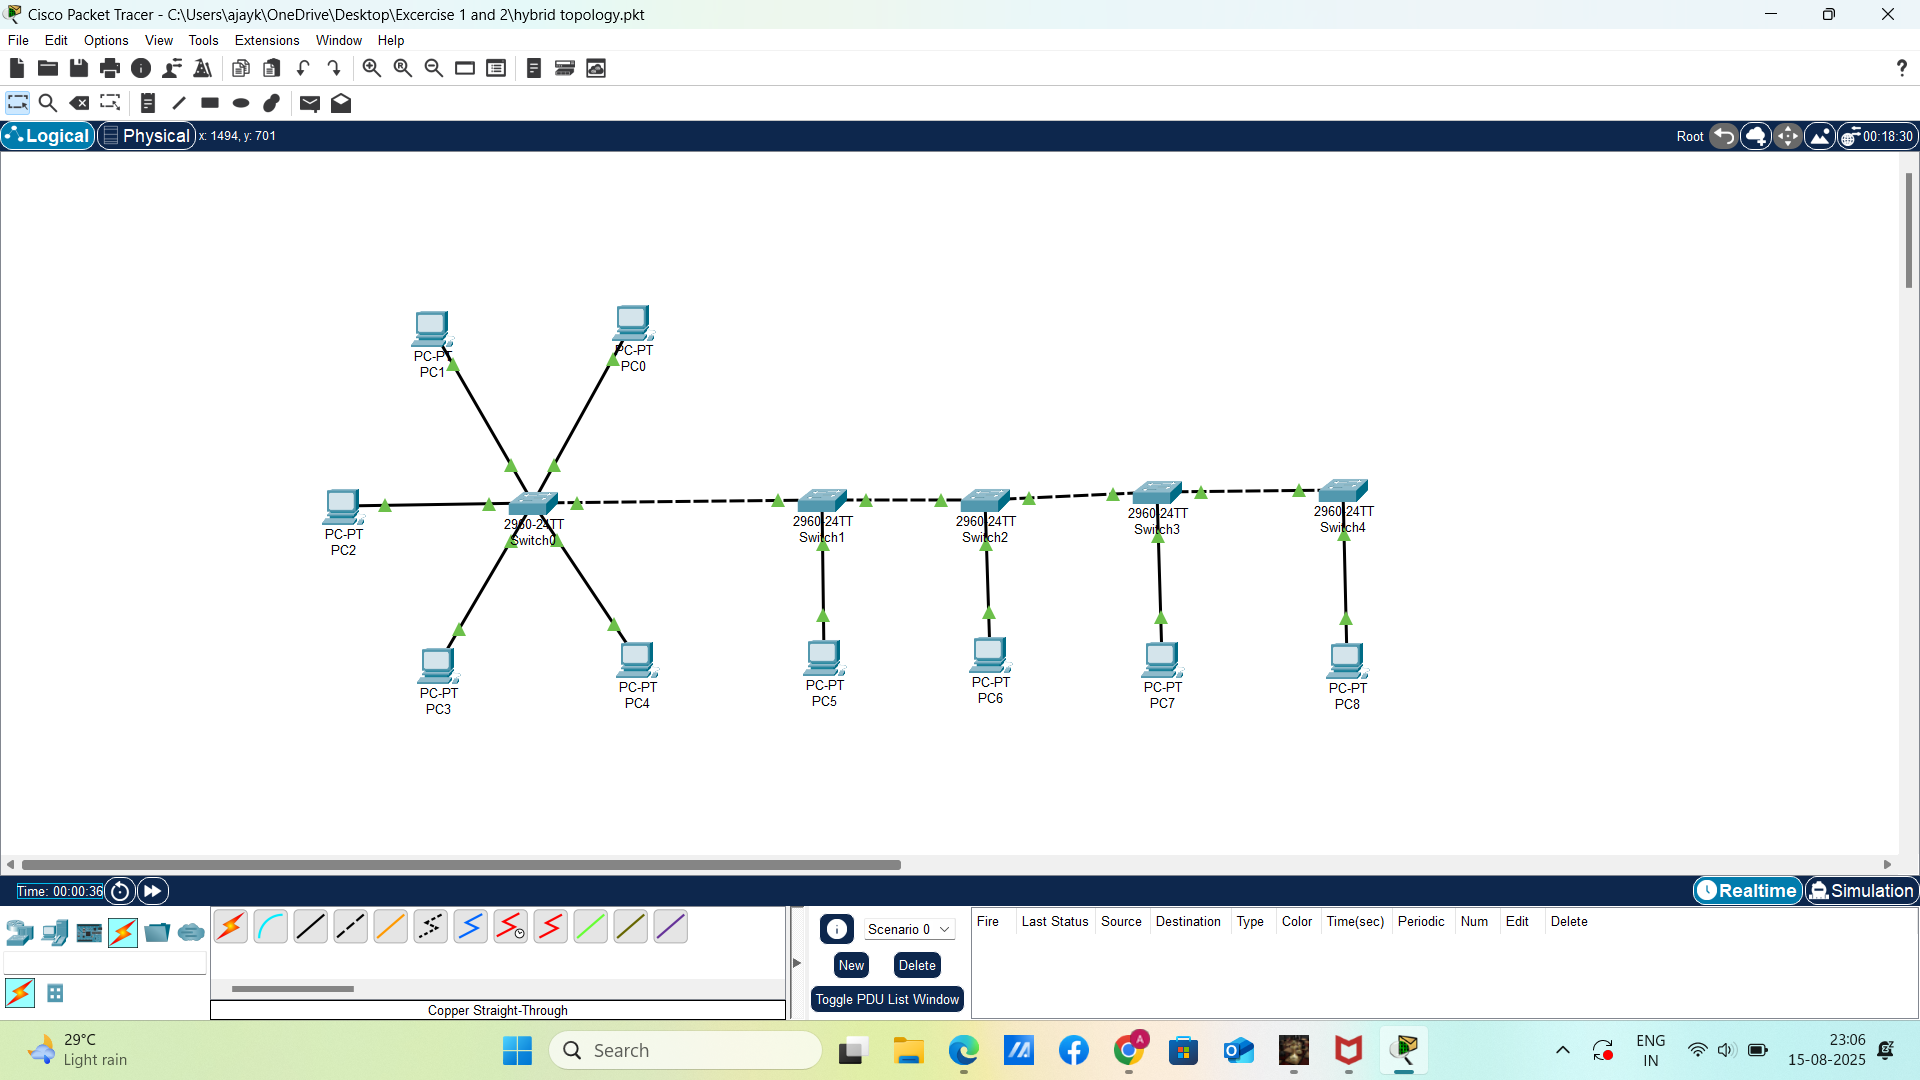 Cisco Packet Tracer - C:\Users\ajayk\OneDrive\Desktop\Excercise 1 and 2\hybrid topology.pkt
File Edit Options View Tools Extensions Window Help
?
Logical Physical x: 1494, y: 701 Root 00:18:30
PC-PT
PC1
PC-PT
PC0
PC-PT
PC2
2960-24TT
Switch0
2960-24TT
Switch1
2960-24TT
Switch2
2960-24TT
Switch3
2960-24TT
Switch4
PC-PT
PC3
PC-PT
PC4
PC-PT
PC5
PC-PT
PC6
PC-PT
PC7
PC-PT
PC8
Time: 00:00:36 Realtime Simulation
Scenario 0
New Delete
Toggle PDU List Window
Fire Last Status Source Destination Type Color Time(sec) Periodic Num Edit Delete
Copper Straight-Through
29°C
Light rain
Search
A
ENG
IN
23:06
15-08-2025